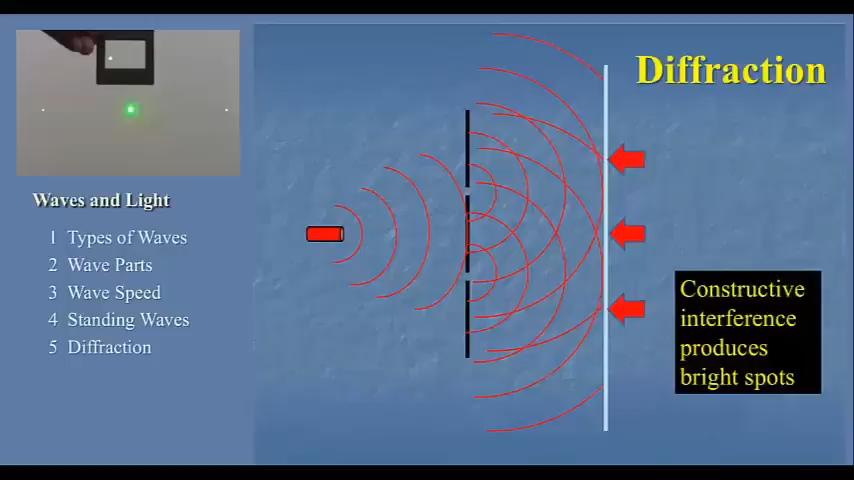 Diffraction
Waves and Light
1 Types of Waves
2 Wave Parts
3 Wave Speed
4 Standing Waves
5 Diffraction
Constructive
interference
produces
bright spots